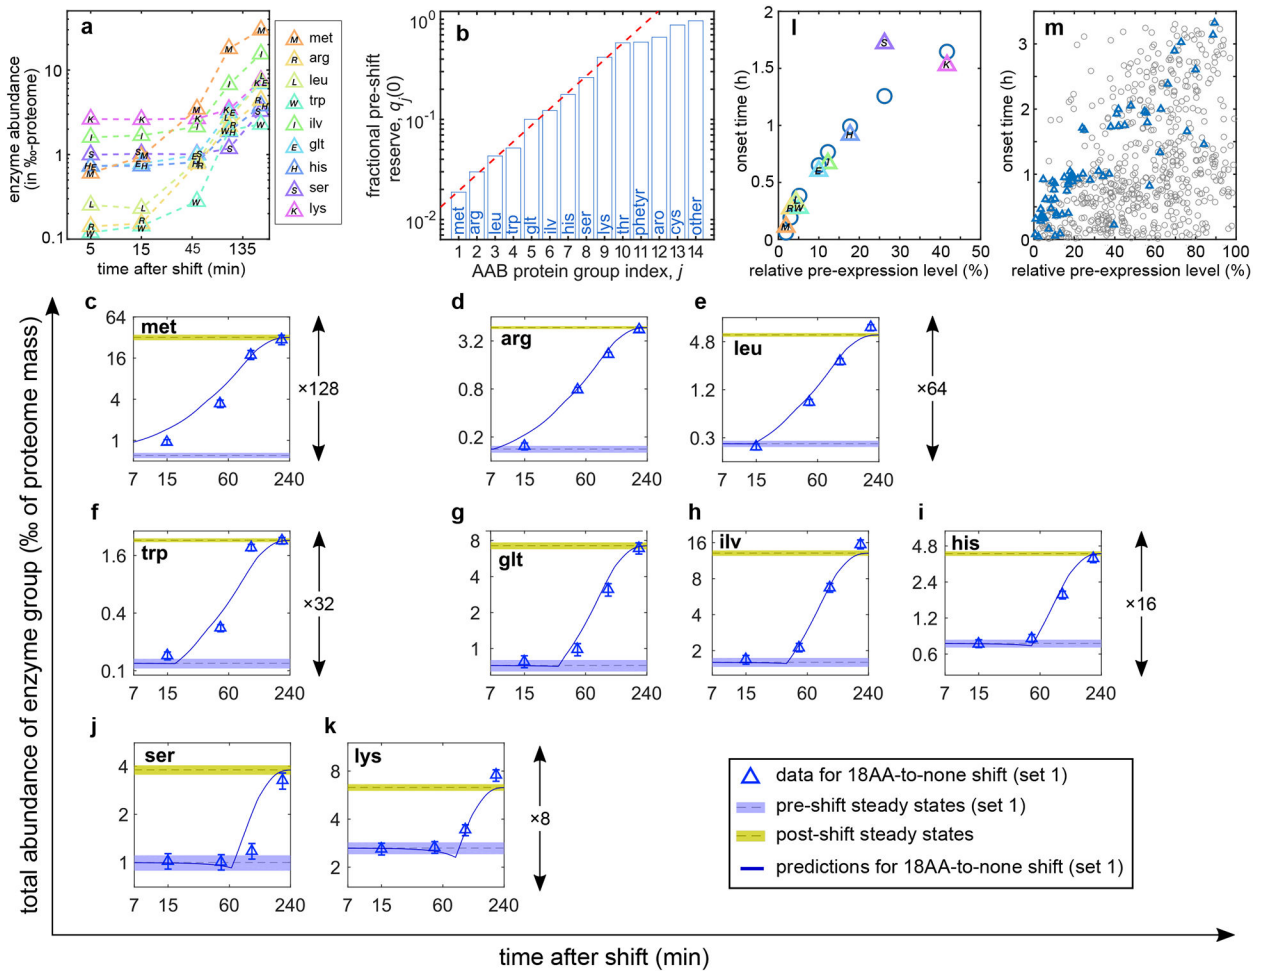 a
enzyme abundance
(in ‰-proteome)
10
1
0.1
5 15 45 135
time after shift (min)
M met
R arg
L leu
W trp
I ilv
E glt
H his
S ser
K lys
b
fractional pre-shift
reserve, qj(0)
10^0
10^-1
10^-2
met
arg
leu
trp
glt
ilv
his
ser
lys
thr
phetyr
aro
cys
other
1 2 3 4 5 6 7 8 9 10 11 12 13 14
AAB protein group index, j
l
onset time (h)
2
1.5
1
0.5
0
0 10 20 30 40 50
relative pre-expression level (%)
m
onset time (h)
3
2
1
0
0 20 40 60 80 100
relative pre-expression level (%)
total abundance of enzyme group (‰ of proteome mass)
c
met
64
16
4
1
7 15 60 240
×128
d
arg
3.2
0.8
0.2
7 15 60 240
e
leu
4.8
1.2
0.3
7 15 60 240
×64
f
trp
1.6
0.4
0.1
7 15 60 240
×32
g
glt
8
4
2
1
7 15 60 240
h
ilv
16
8
4
2
7 15 60 240
i
his
4.8
2.4
1.2
0.6
7 15 60 240
×16
j
ser
4
2
1
7 15 60 240
k
lys
8
4
2
7 15 60 240
×8
data for 18AA-to-none shift (set 1)
pre-shift steady states (set 1)
post-shift steady states
predictions for 18AA-to-none shift (set 1)
time after shift (min)